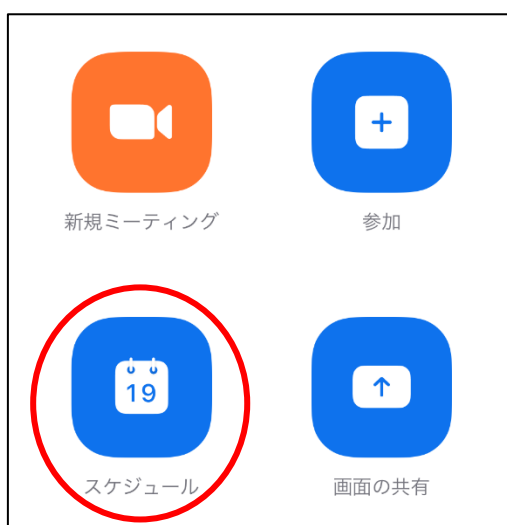 新規ミーティング
参加
19
スケジュール
画面の共有